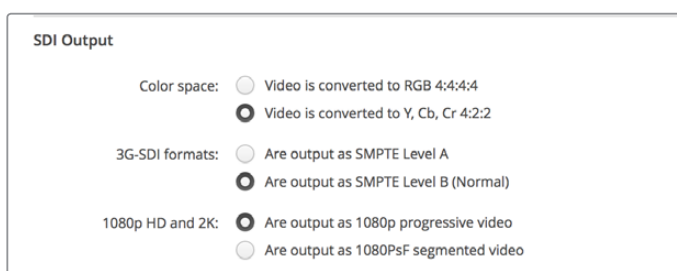 SDI Output
Color space: Video is converted to RGB 4:4:4:4
Video is converted to Y, Cb, Cr 4:2:2
3G-SDI formats: Are output as SMPTE Level A
Are output as SMPTE Level B (Normal)
1080p HD and 2K: Are output as 1080p progressive video
Are output as 1080PsF segmented video